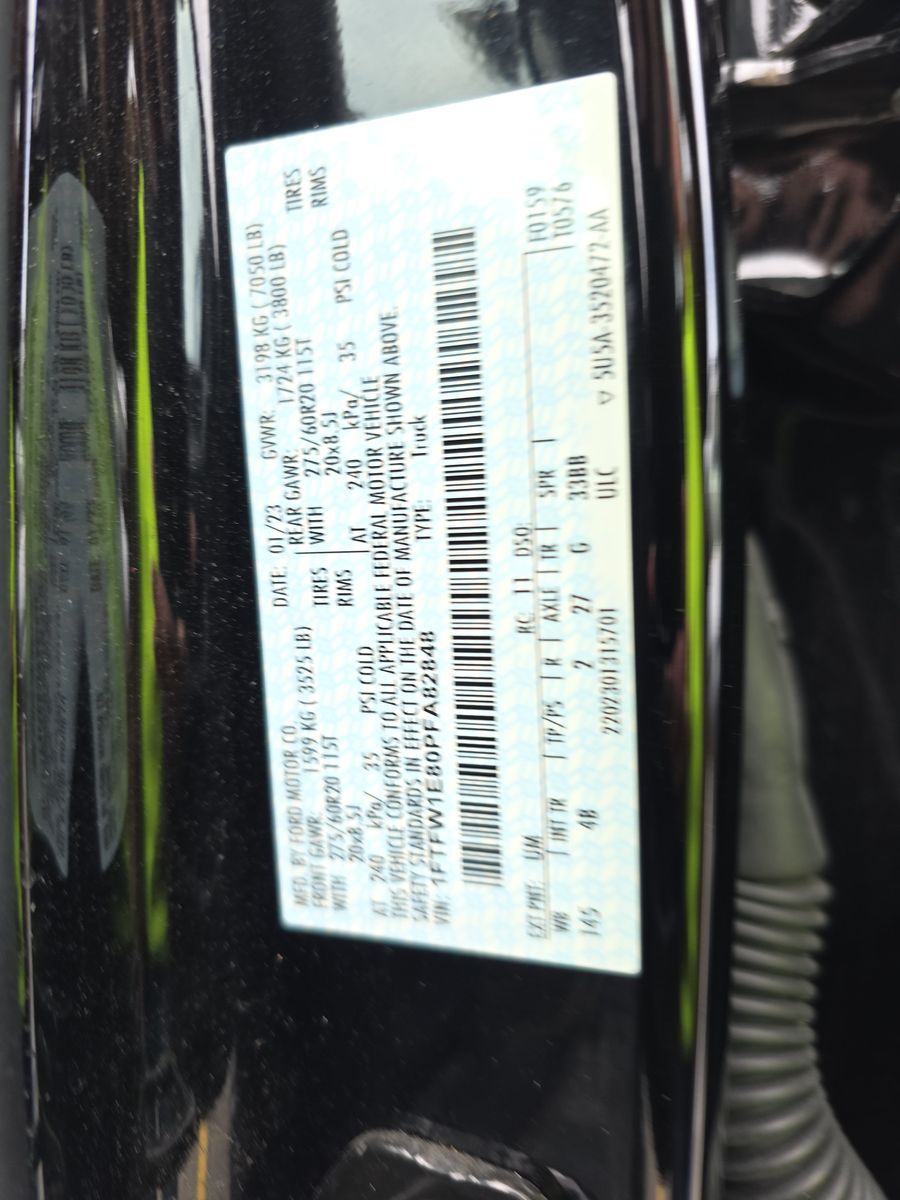 MFD. BY FORD MOTOR CO.
DATE: 01/23 GVWR: 3198 KG ( 7050 LB)
FRONT GAWR: 1599 KG ( 3525 LB)
REAR GAWR: 1724 KG ( 3800 LB)
WITH 275/60R20 115T TIRES
WITH 275/60R20 115T TIRES
20x8.5J RIMS
20x8.5J RIMS
AT 240 kPa/ 35 PSI COLD
AT 240 kPa/ 35 PSI COLD
THIS VEHICLE CONFORMS TO ALL APPLICABLE FEDERAL MOTOR VEHICLE
SAFETY STANDARDS IN EFFECT ON THE DATE OF MANUFACTURE SHOWN ABOVE.
VIN: 1FTFW1E80PFA82848 TYPE: Truck
EXT PNT: UM RC: 11 DSO: F0159
WB INT TR TP/PS R AXLE TR SPR T0576
145 4B 2 27 G 33BB
UIC
2202301315701 ▽ 5U5A-3520472-AA